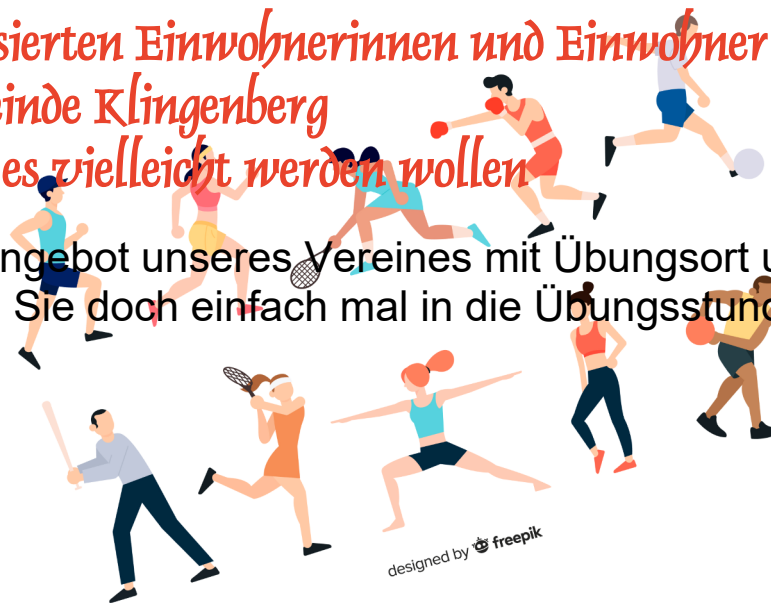 sierten Einwohnerinnen und Einwohner
einde Klingenberg
es vielleicht werden wollen
ngebot unseres Vereines mit Übungsort u
Sie doch einfach mal in die Übungsstund
designed by freepik